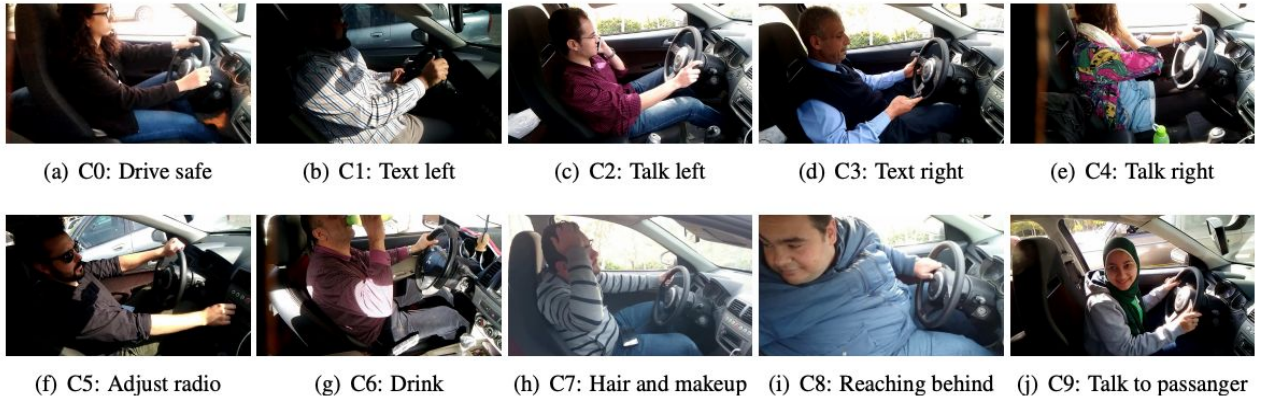 (a) C0: Drive safe
(b) C1: Text left
(c) C2: Talk left
(d) C3: Text right
(e) C4: Talk right
(f) C5: Adjust radio
(g) C6: Drink
(h) C7: Hair and makeup
(i) C8: Reaching behind
(j) C9: Talk to passanger